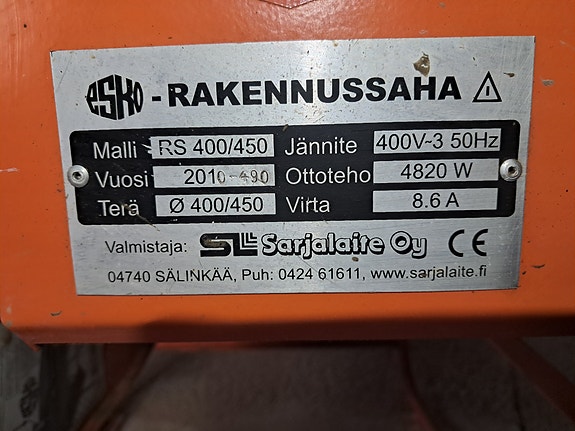 esko - RAKENNUSSAHA
Malli RS 400/450 Jännite 400V~3 50Hz
Vuosi 2010-490 Ottoteho 4820 W
Terä Ø 400/450 Virta 8.6 A
Valmistaja: SLL Sarjalaite Oy CE
04740 SÄLINKÄÄ, Puh: 0424 61611, www.sarjalaite.fi